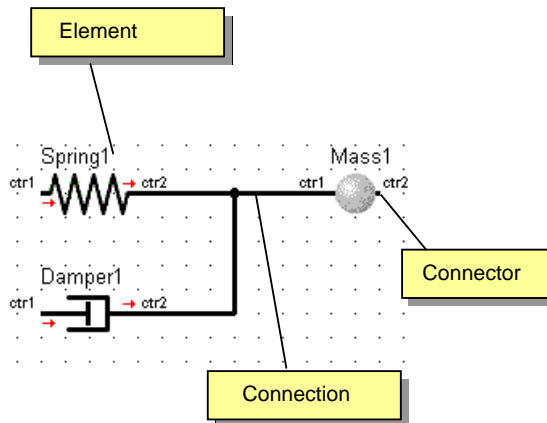 Element
Spring1
Mass1
ctr1
ctr2
ctr1
ctr2
Connector
Damper1
ctr1
ctr2
Connection